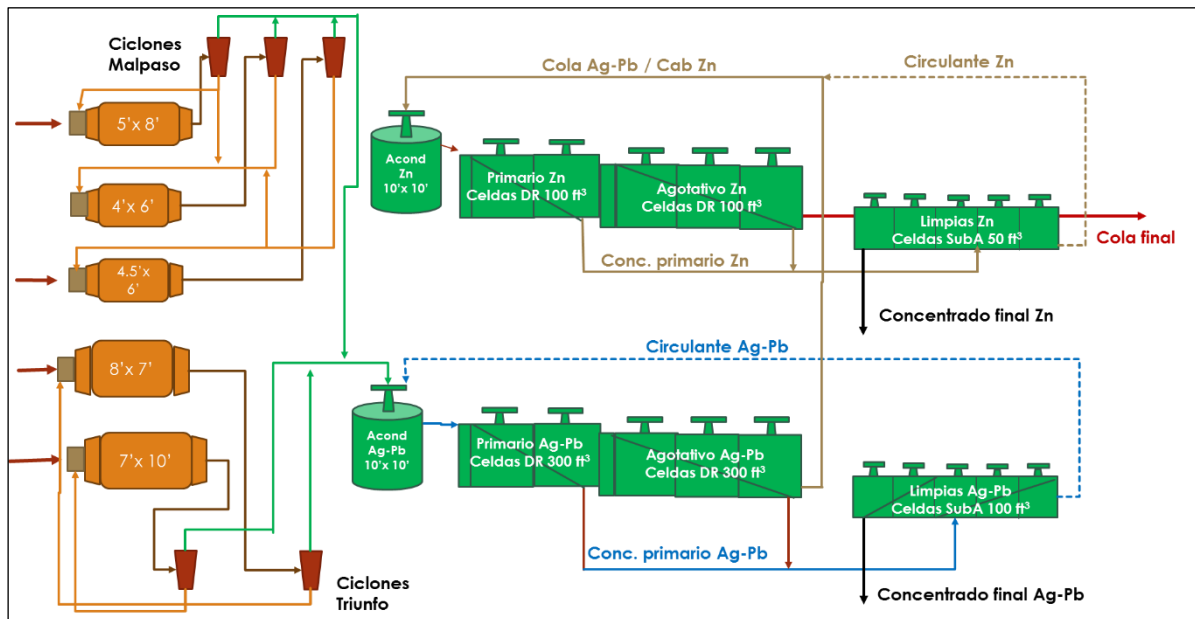 Ciclones
Malpaso
5'x 8'
4'x 6'
4.5'x
6'
8'x 7'
7'x 10'
Ciclones
Triunfo
Cola Ag-Pb / Cab Zn
Circulante Zn
Acond
Zn
10'x 10'
Primario Zn
Celdas DR 100 ft³
Agotativo Zn
Celdas DR 100 ft³
Limpias Zn
Celdas SubA 50 ft³
Cola final
Conc. primario Zn
Concentrado final Zn
Circulante Ag-Pb
Acond
Ag-Pb
10'x 10'
Primario Ag-Pb
Celdas DR 300 ft³
Agotativo Ag-Pb
Celdas DR 300 ft³
Limpias Ag-Pb
Celdas SubA 100 ft³
Conc. primario Ag-Pb
Concentrado final Ag-Pb